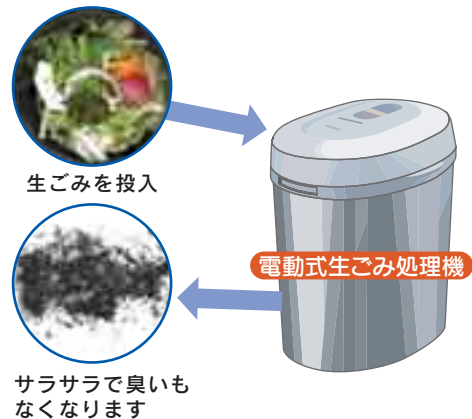 生ごみを投入
電動式生ごみ処理機
サラサラで臭いも
なくなります